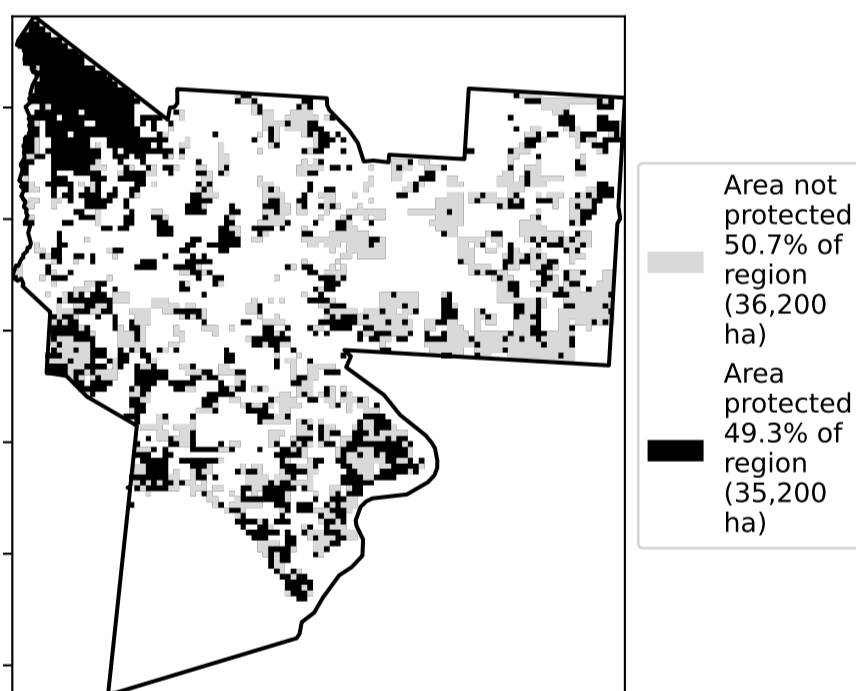 Area not
protected
50.7% of
region
(36,200
ha)
Area
protected
49.3% of
region
(35,200
ha)